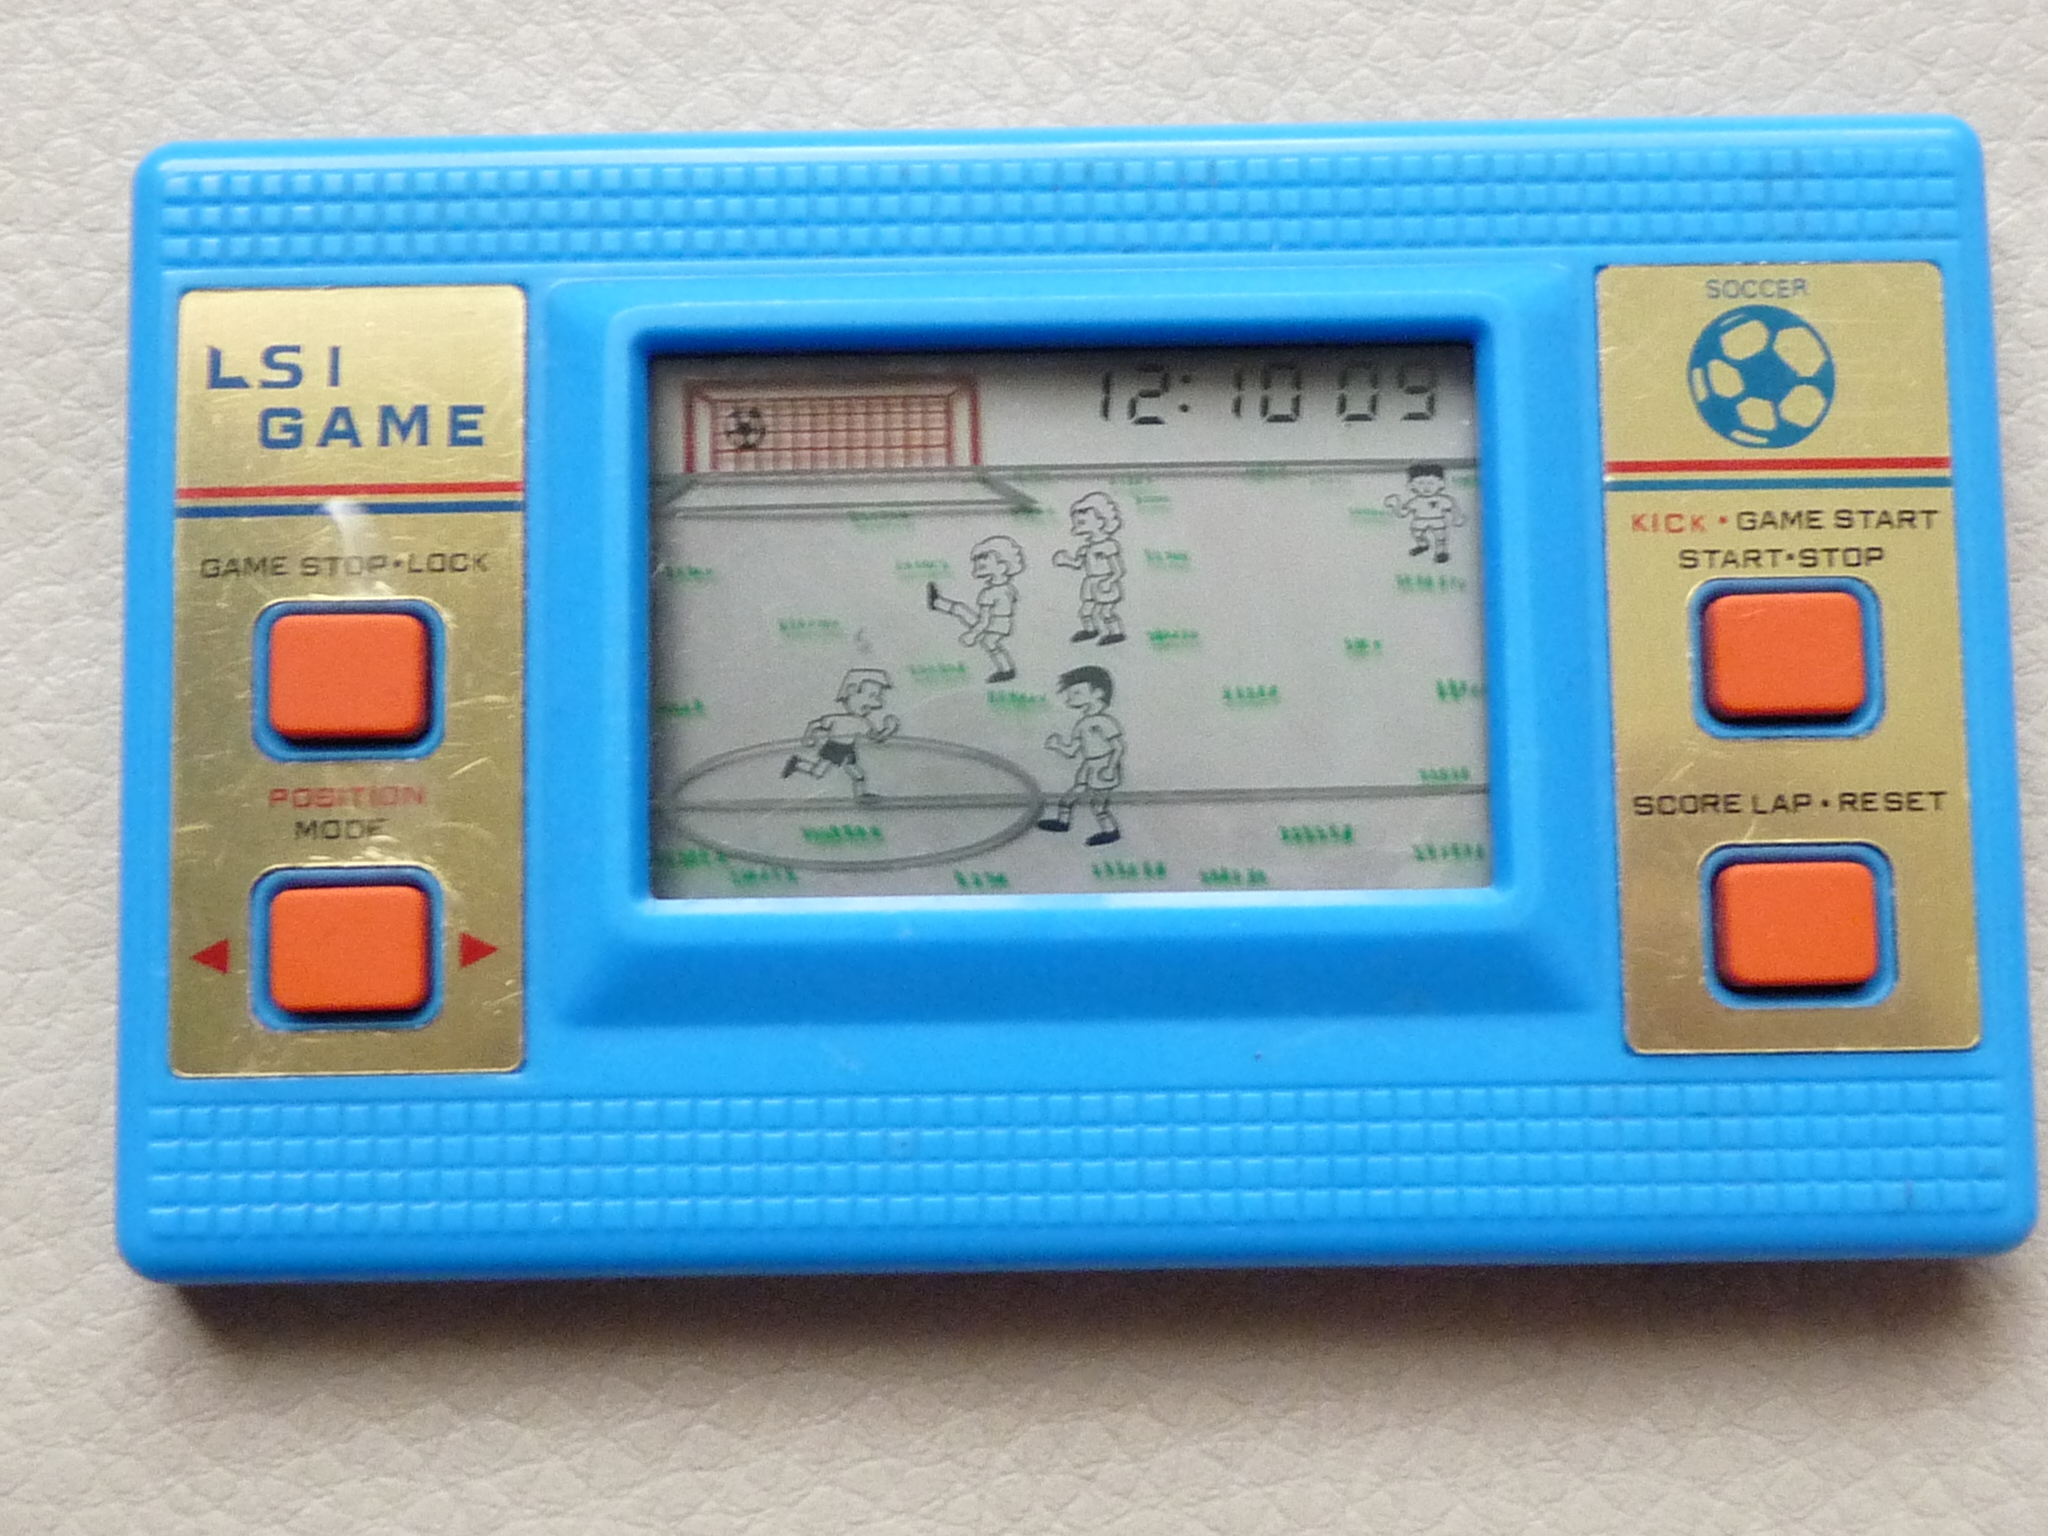 LSI
GAME
GAME STOP•LOCK
POSITION
MODE
12:10 09
SOCCER
KICK • GAME START
START•STOP
SCORE LAP • RESET